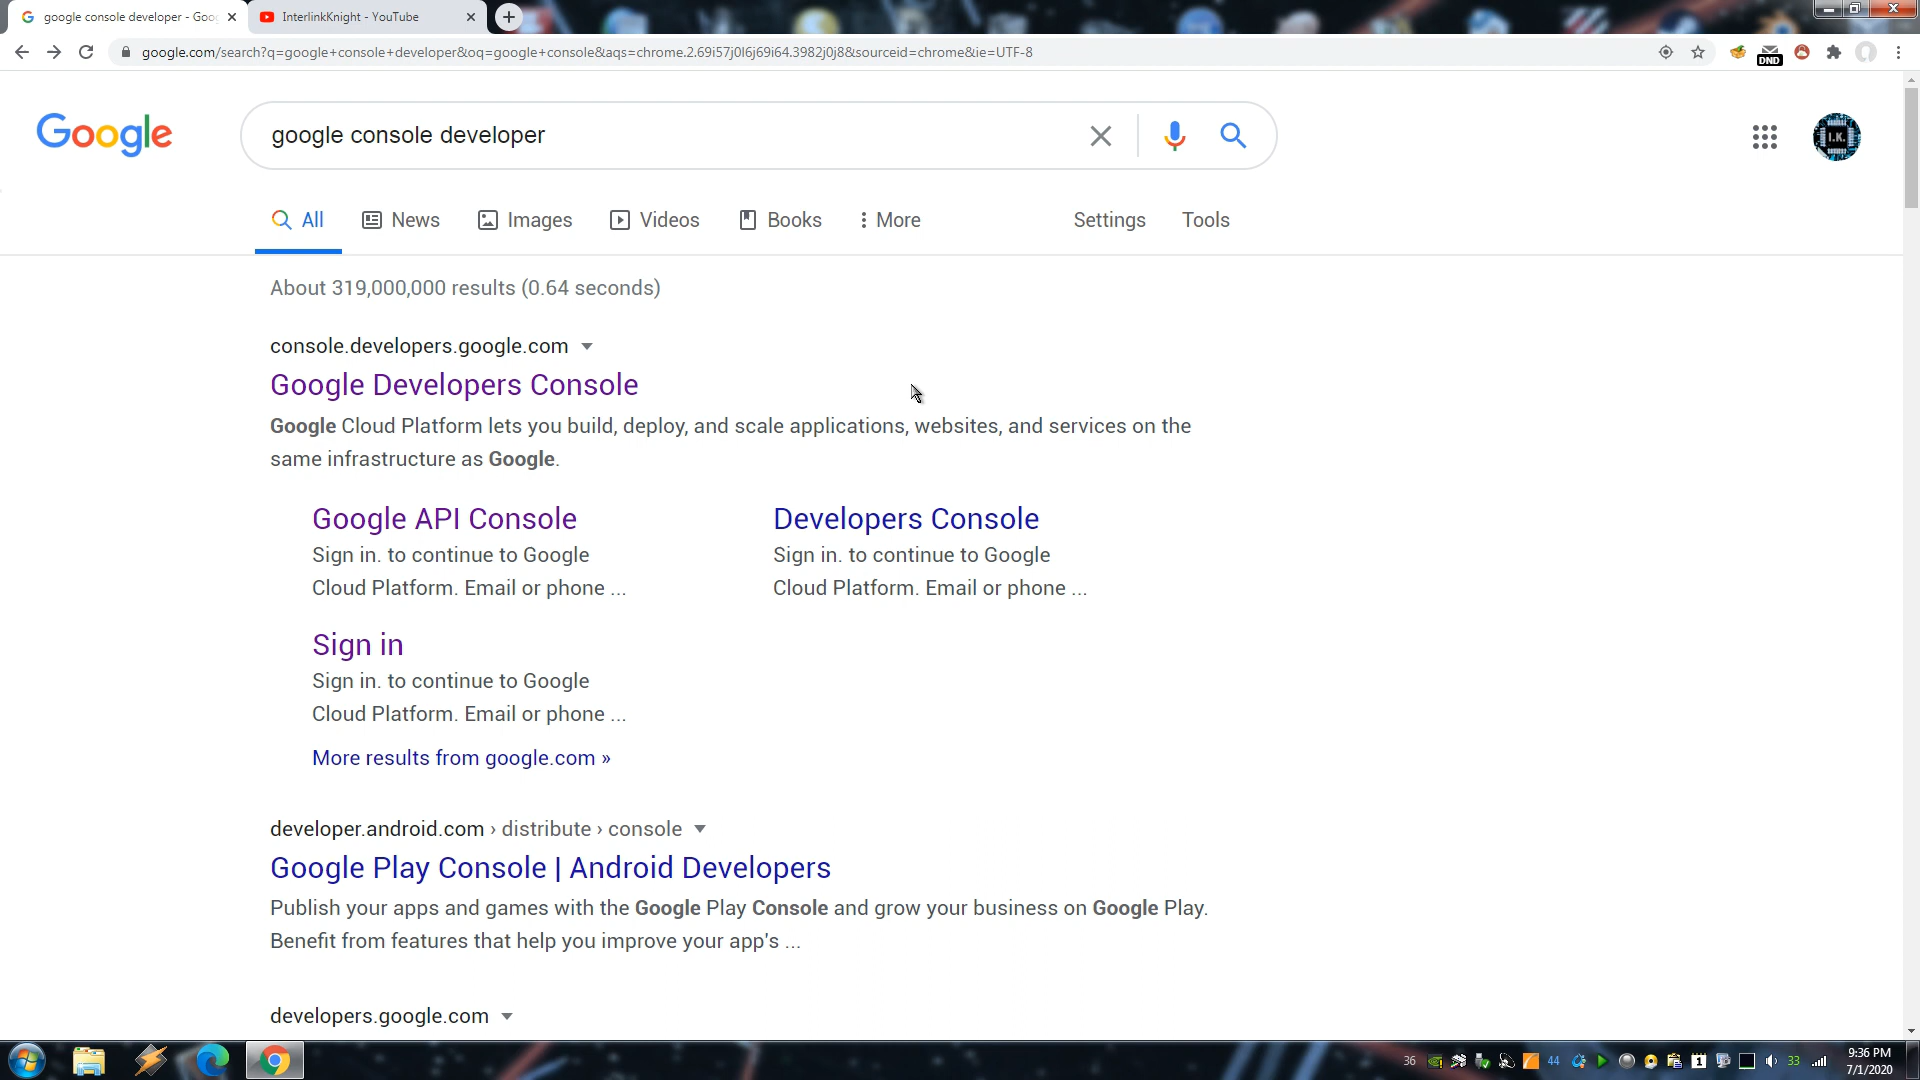 google console developer - Goo
InterlinkKnight - YouTube
google.com/search?q=google+console+developer&oq=google+console&aqs=chrome.2.69i57j0l6j69i64.3982j0j8&sourceid=chrome&ie=UTF-8
DND
Google
google console developer
I.K.
All News Images Videos Books More Settings Tools
About 319,000,000 results (0.64 seconds)
console.developers.google.com
Google Developers Console
Google Cloud Platform lets you build, deploy, and scale applications, websites, and services on the
same infrastructure as Google.
Google API Console
Sign in. to continue to Google
Cloud Platform. Email or phone ...
Developers Console
Sign in. to continue to Google
Cloud Platform. Email or phone ...
Sign in
Sign in. to continue to Google
Cloud Platform. Email or phone ...
More results from google.com »
developer.android.com › distribute › console
Google Play Console | Android Developers
Publish your apps and games with the Google Play Console and grow your business on Google Play.
Benefit from features that help you improve your app's ...
developers.google.com
36 44 1 33
9:36 PM
7/1/2020